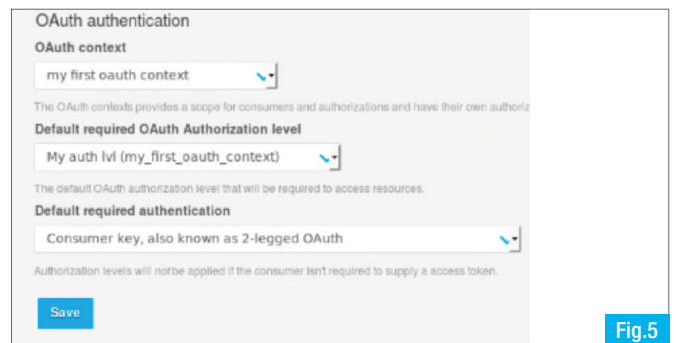 OAuth authentication
OAuth context
my first oauth context
The OAuth contexts provides a scope for consumers and authorizations and have their own authoriz
Default required OAuth Authorization level
My auth lvl (my_first_oauth_context)
The default OAuth authorization level that will be required to access resources.
Default required authentication
Consumer key, also known as 2-legged OAuth
Authorization levels will not be applied if the consumer isn't required to supply a access token.
Save
Fig.5